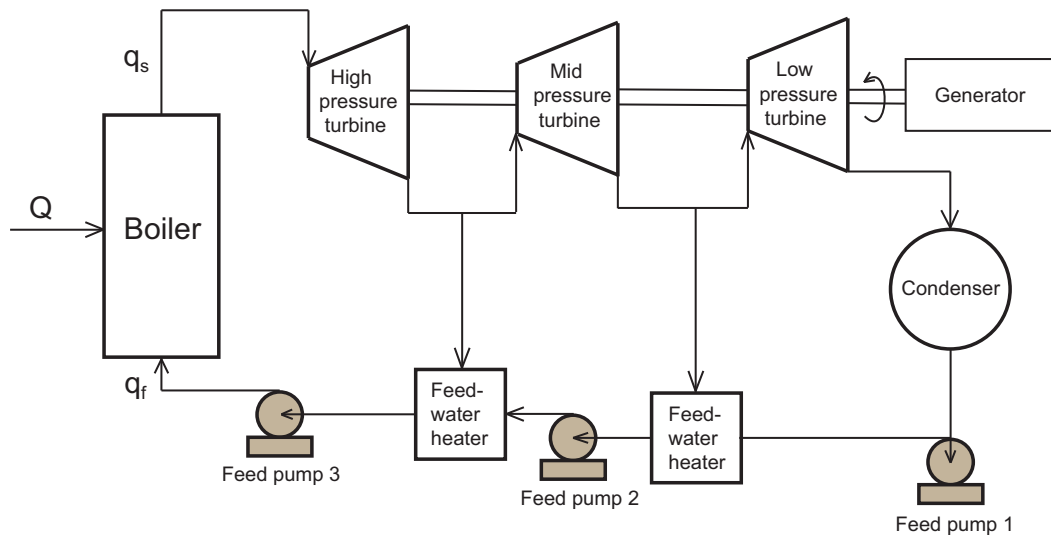 qs
High
pressure
turbine
Mid
pressure
turbine
Low
pressure
turbine
Generator
Q
Boiler
Condenser
qf
Feed-
water
heater
Feed-
water
heater
Feed pump 3
Feed pump 2
Feed pump 1